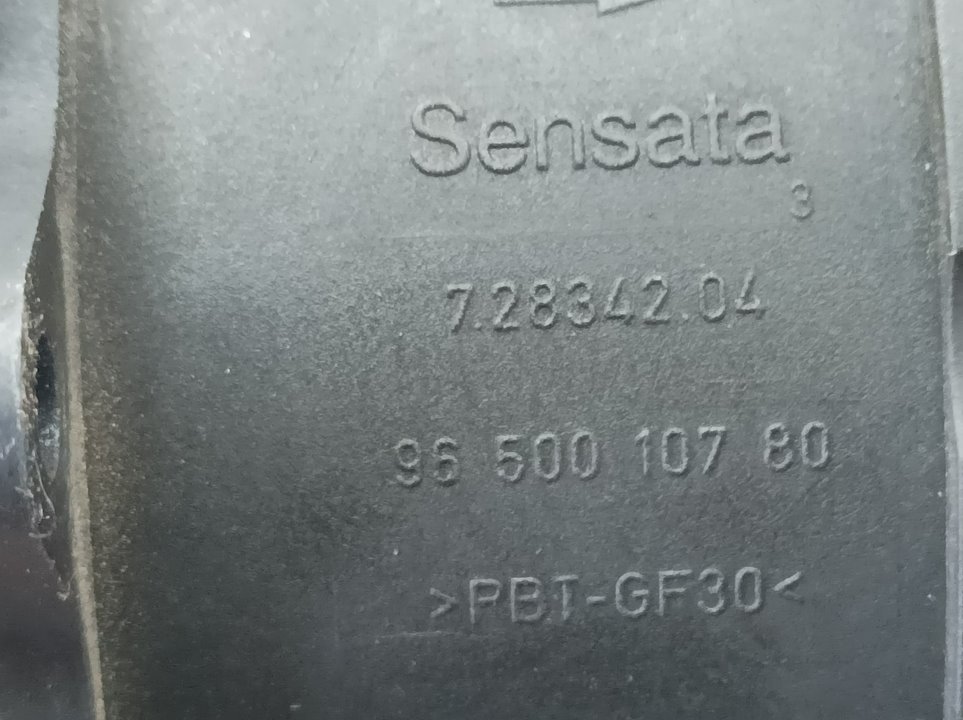 Sensata
3
7.28342.04
96 500 107 80
>PBT-GF30<